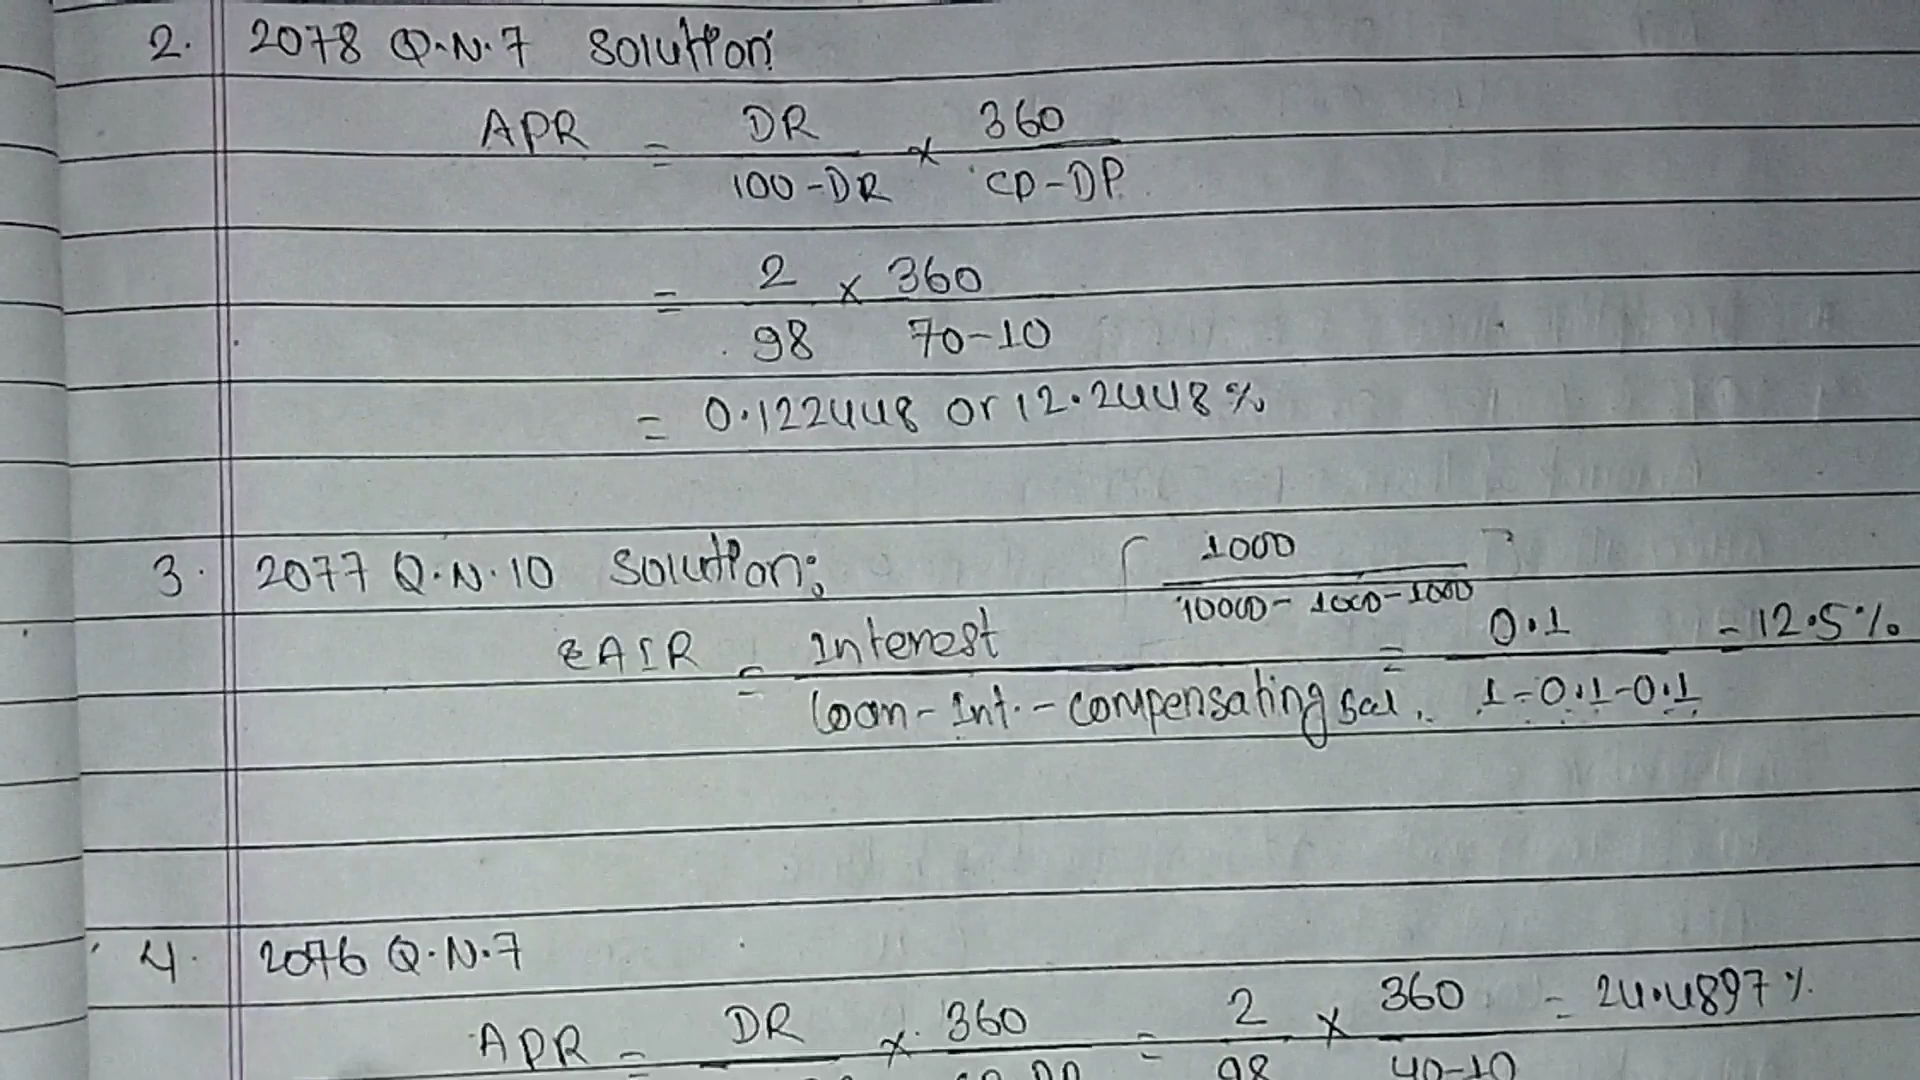 2. 2078 Q.N.7 Solution:
APR = DR / 100-DR × 360 / CP-DP
= 2 / 98 × 360 / 70-10
= 0.122448 or 12.2448%
3. 2077 Q.N.10 Solution:
[ 1000 / 10000-1000-1000 ]
EAIR = Interest / Loan-Int.-compensating bal. = 0.1 / 1-0.1-0.1 = 12.5%
4. 2076 Q.N.7
APR = DR × 360 = 2 / 98 × 360 / 40-10 = 24.4897%